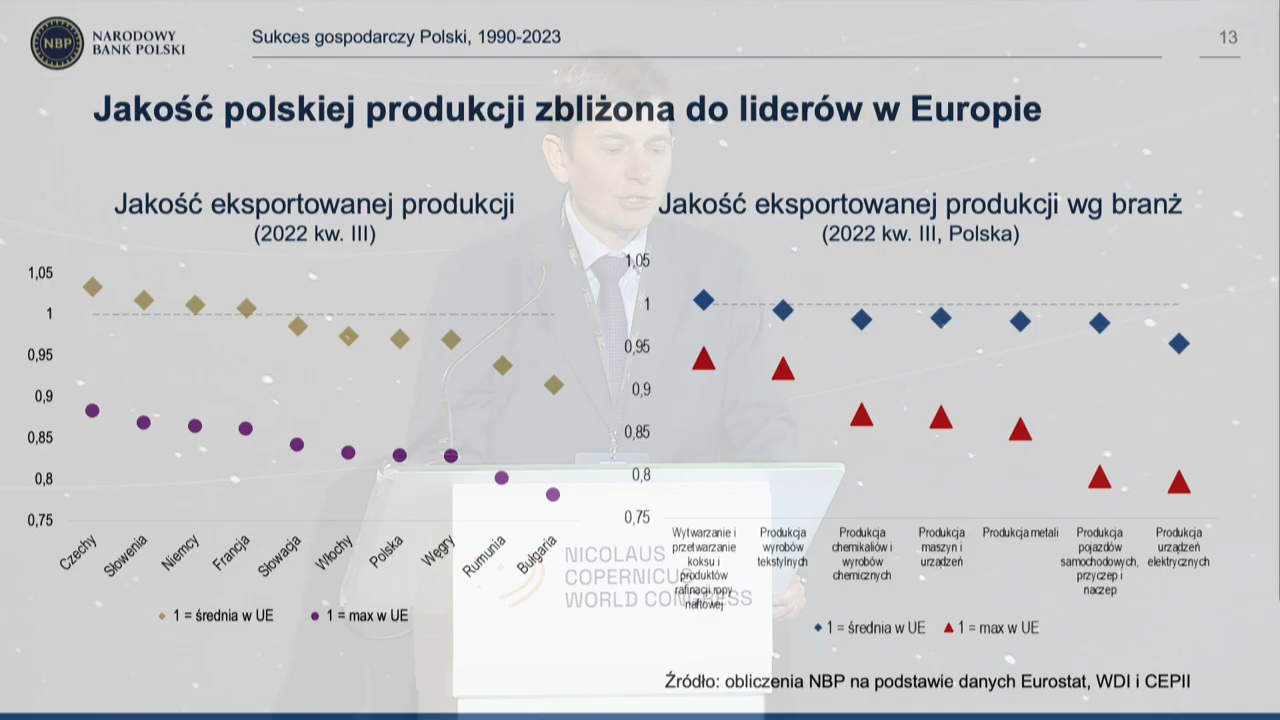 NBP
NARODOWY
BANK POLSKI
Sukces gospodarczy Polski, 1990-2023
13
Jakość polskiej produkcji zbliżona do liderów w Europie
Jakość eksportowanej produkcji
(2022 kw. III)
1,05
1
0,95
0,9
0,85
0,8
0,75
Czechy
Słowenia
Niemcy
Francja
Słowacja
Włochy
Polska
Węgry
Rumunia
Bułgaria
1 = średnia w UE
1 = max w UE
Jakość eksportowanej produkcji wg branż
(2022 kw. III, Polska)
1,05
1
0,95
0,9
0,85
0,8
0,75
Wytwarzanie i
przetwarzanie
koksu i
produktów
rafinacji ropy
naftowej
Produkcja
wyrobów
tekstylnych
Produkcja
chemikaliów i
wyrobów
chemicznych
Produkcja
maszyn i
urządzeń
Produkcja metali
Produkcja
pojazdów
samochodowych,
przyczep i
naczep
Produkcja
urządzeń
elektrycznych
1 = średnia w UE
1 = max w UE
NICOLAUS
COPERNICUS
WORLD CONGRESS
Źródło: obliczenia NBP na podstawie danych Eurostat, WDI i CEPII